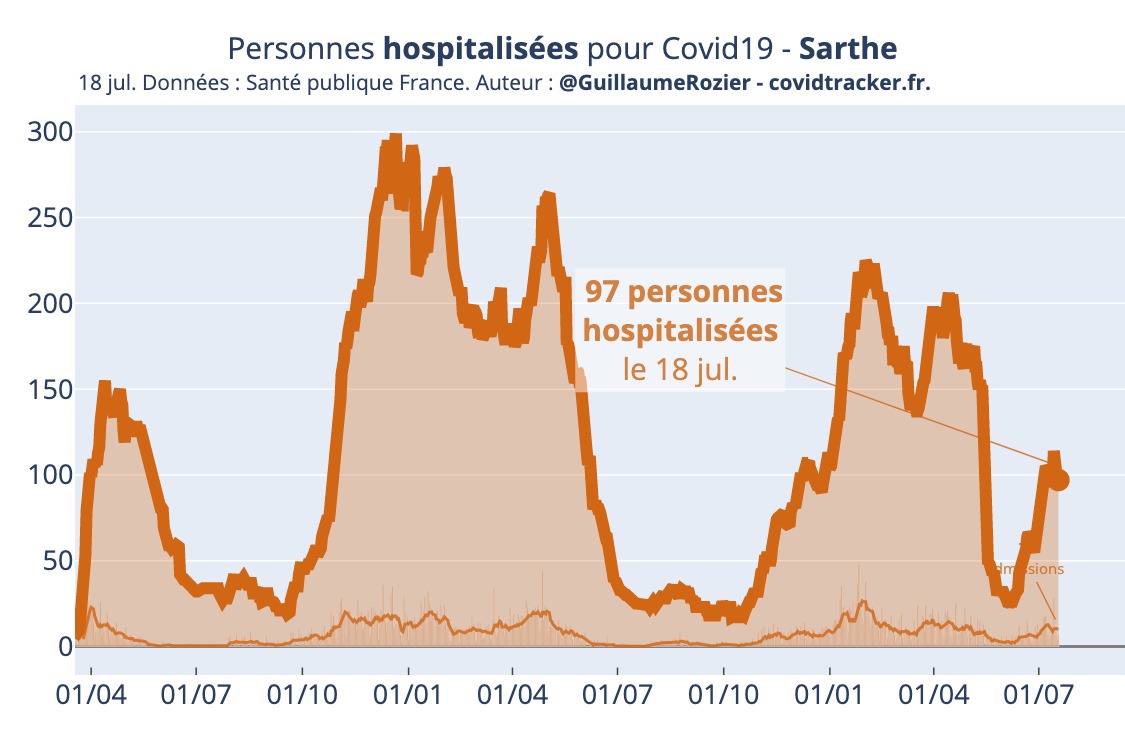 Personnes hospitalisées pour Covid19 - Sarthe
18 jul. Données : Santé publique France. Auteur : @GuillaumeRozier - covidtracker.fr.
300
250
200
150
100
50
0
97 personnes
hospitalisées
le 18 jul.
01/04 01/07 01/10 01/01 01/04 01/07 01/10 01/01 01/04 01/07